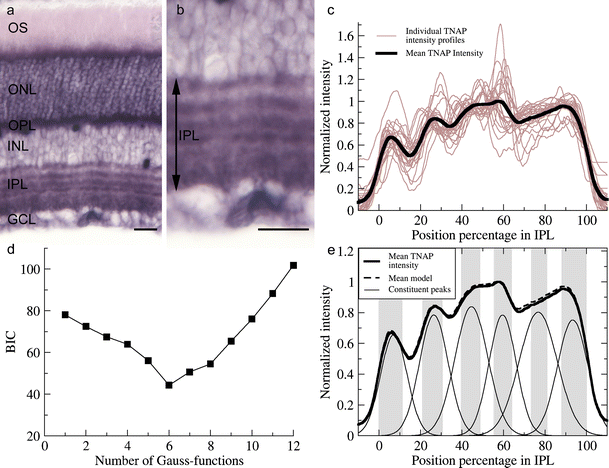 a
OS
ONL
OPL
INL
IPL
GCL
b
IPL
c
Individual TNAP
intensity profiles
Mean TNAP Intensity
Normalized intensity
1.6
1.4
1.2
1
0.8
0.6
0.4
0.2
0
0 20 40 60 80 100
Position percentage in IPL
d
BIC
100
80
60
40
20
0 2 4 6 8 10 12
Number of Gauss-functions
e
Mean TNAP
intensity
Mean model
Constituent peaks
Normalized intensity
1.2
1
0.8
0.6
0.4
0.2
0
0 20 40 60 80 100
Position percentage in IPL